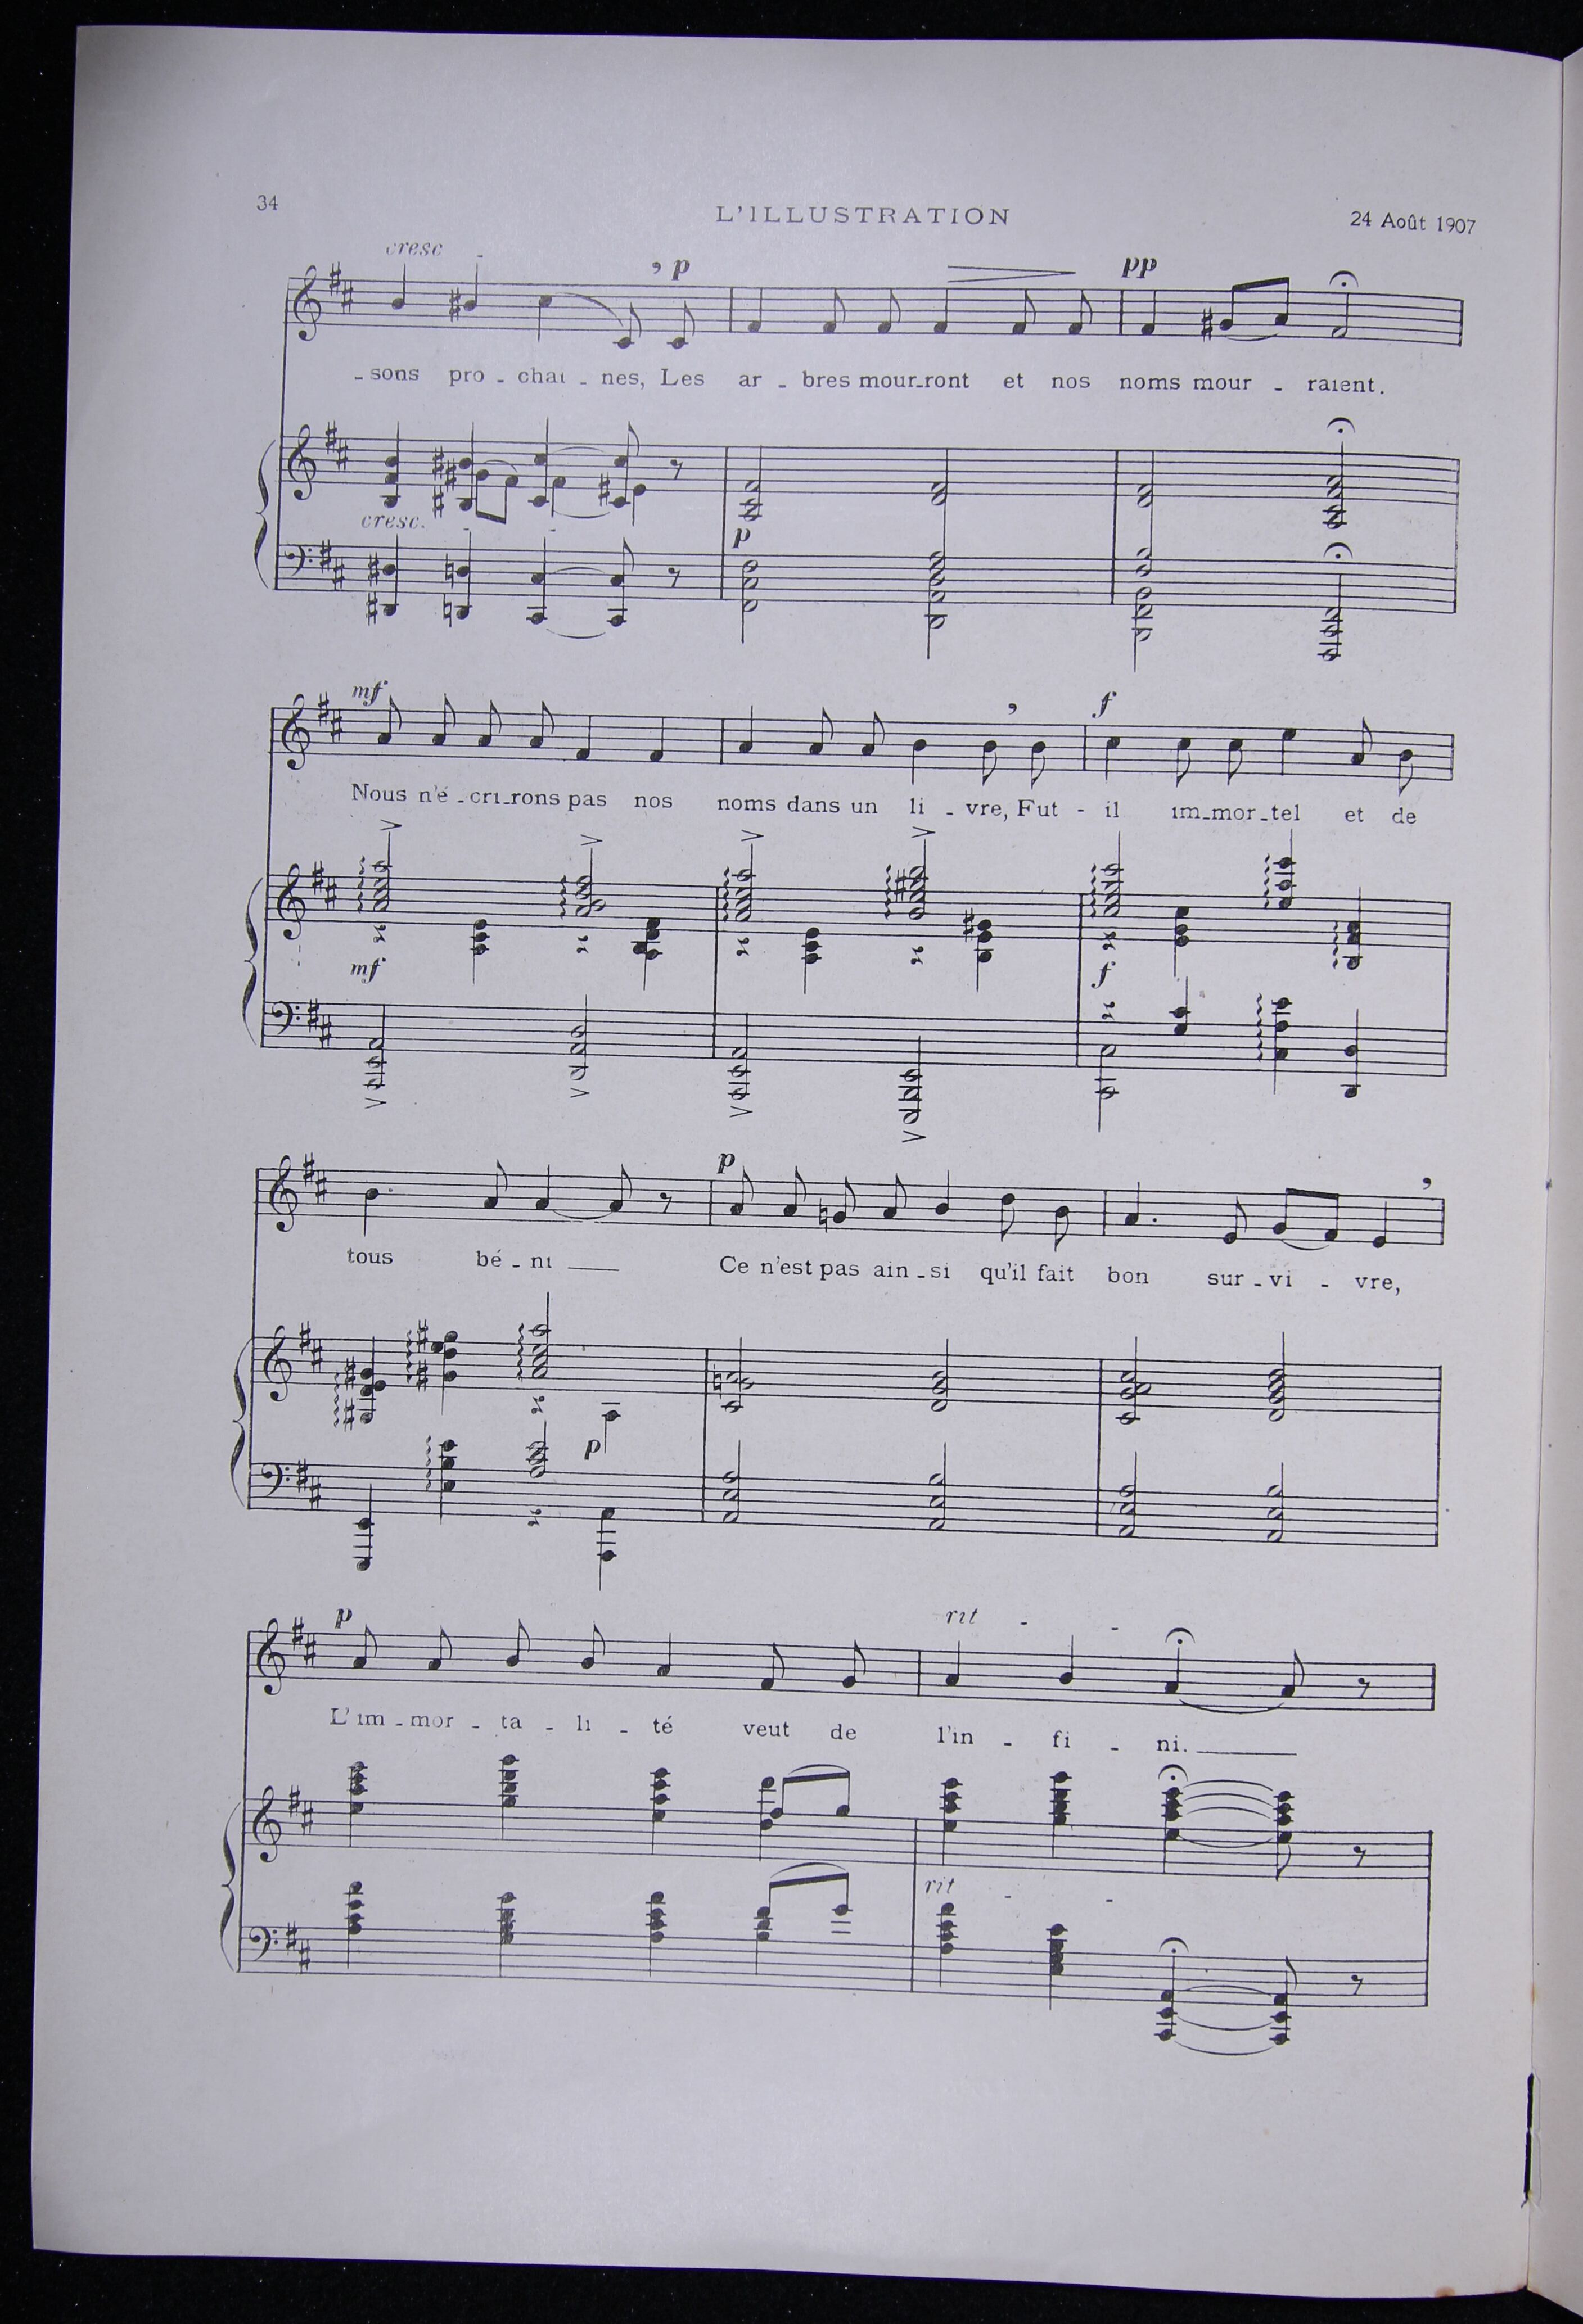 34
L'ILLUSTRATION
24 Août 1907
cresc -
, p
pp
- sons pro - chai - nes, Les ar - bres mour-ront et nos noms mour - raient.
cresc. - -
p
mf
f
Nous n'é - cri-rons pas nos noms dans un li - vre, Fut - il im-mor-tel et de
mf
f
p
tous bé - ni ___ Ce n'est pas ain - si qu'il fait bon sur - vi - vre,
p
p
rit - -
L'im - mor - ta - li - té veut de l'in - fi - ni. ___
rit - -